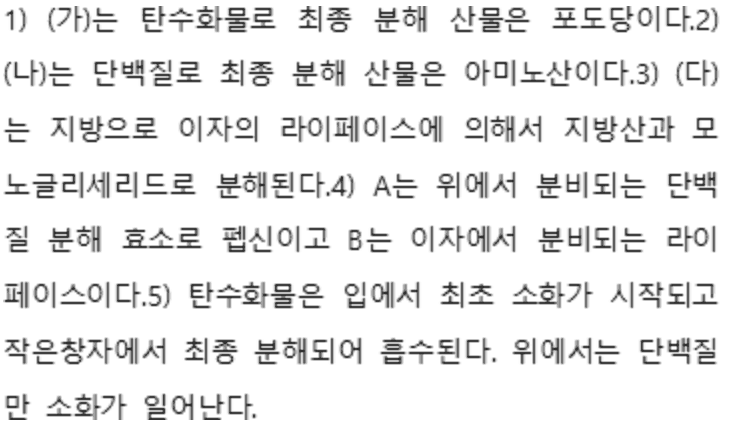 1) (가)는 탄수화물로 최종 분해 산물은 포도당이다.2)
(나)는 단백질로 최종 분해 산물은 아미노산이다.3) (다)
는 지방으로 이자의 라이페이스에 의해서 지방산과 모
노글리세리드로 분해된다.4) A는 위에서 분비되는 단백
질 분해 효소로 펩신이고 B는 이자에서 분비되는 라이
페이스이다.5) 탄수화물은 입에서 최초 소화가 시작되고
작은창자에서 최종 분해되어 흡수된다. 위에서는 단백질
만 소화가 일어난다.